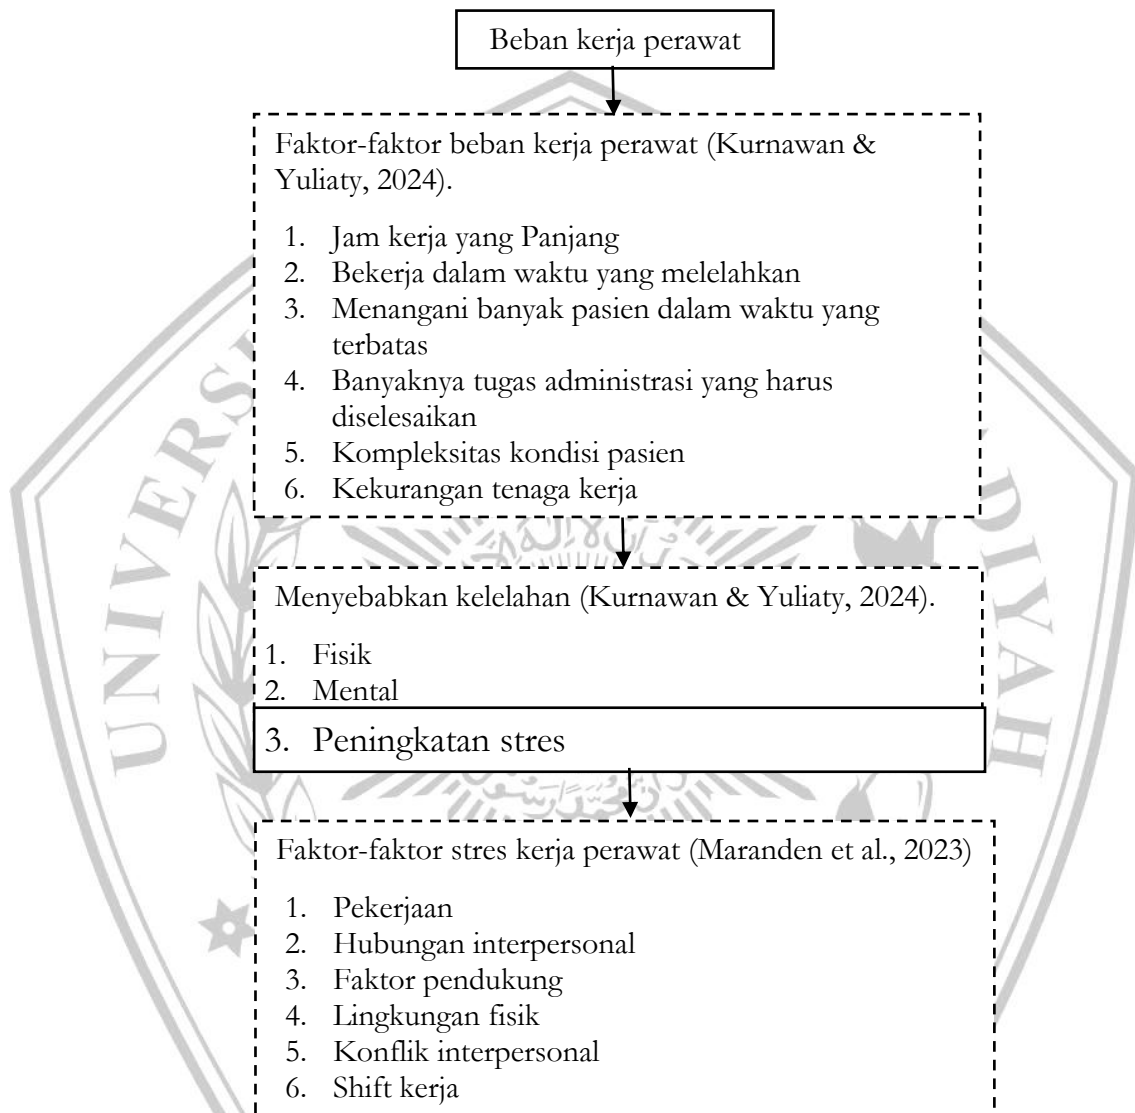 Beban kerja perawat
Faktor-faktor beban kerja perawat (Kurnawan &
Yuliaty, 2024).
1. Jam kerja yang Panjang
2. Bekerja dalam waktu yang melelahkan
3. Menangani banyak pasien dalam waktu yang
terbatas
4. Banyaknya tugas administrasi yang harus
diselesaikan
5. Kompleksitas kondisi pasien
6. Kekurangan tenaga kerja
Menyebabkan kelelahan (Kurnawan & Yuliaty, 2024).
1. Fisik
2. Mental
3. Peningkatan stres
Faktor-faktor stres kerja perawat (Maranden et al., 2023)
1. Pekerjaan
2. Hubungan interpersonal
3. Faktor pendukung
4. Lingkungan fisik
5. Konflik interpersonal
6. Shift kerja
UNIVERSI
DIYAH